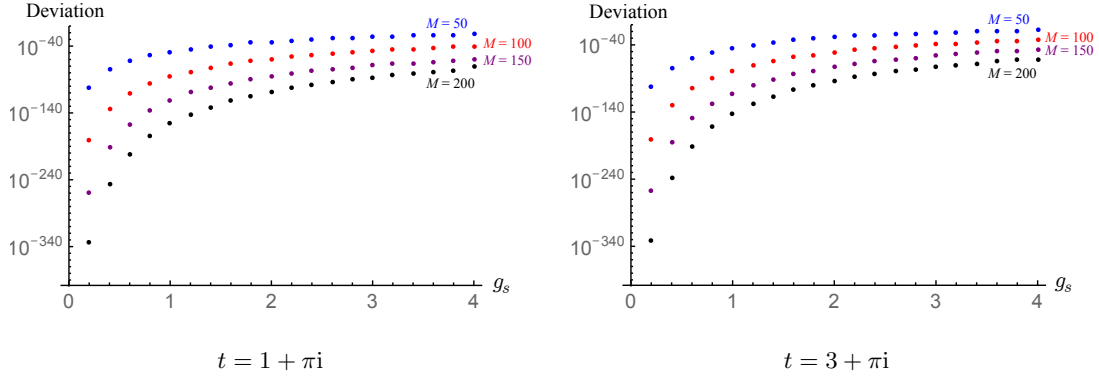 Deviation
M = 50
10^-40
M = 100
M = 150
M = 200
10^-140
10^-240
10^-340
0 1 2 3 4
g_s
t = 1 + πi
Deviation
M = 50
10^-40
M = 100
M = 150
M = 200
10^-140
10^-240
10^-340
0 1 2 3 4
g_s
t = 3 + πi